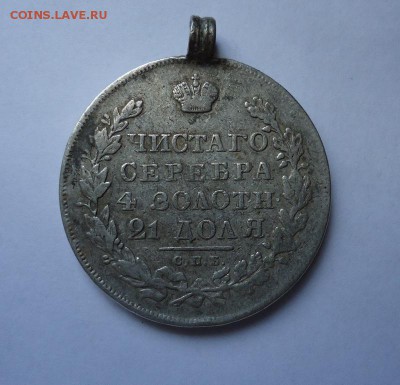 COINS.LAVE.RU
ЧИСТАГО
СЕРЕБРА
4 ЗОЛОТН
21 ДОЛЯ
С.П.Б.